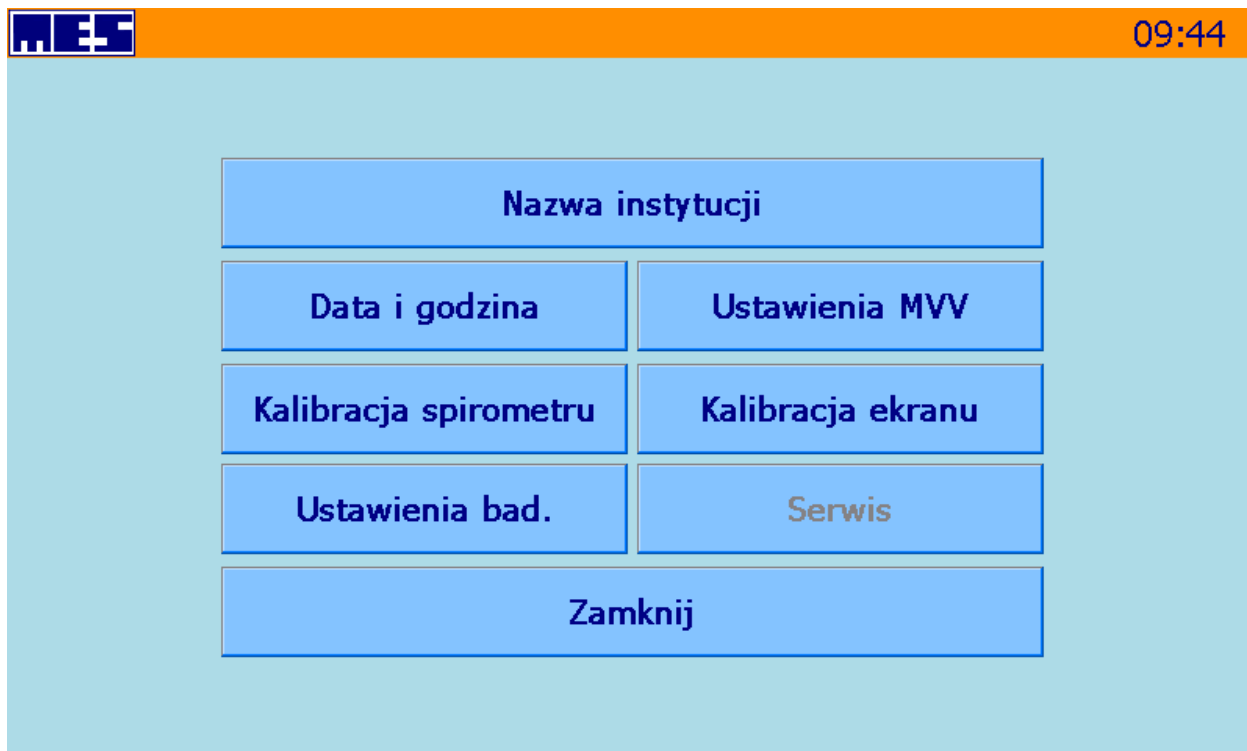 MES
09:44
Nazwa instytucji
Data i godzina
Ustawienia MVV
Kalibracja spirometru
Kalibracja ekranu
Ustawienia bad.
Serwis
Zamknij